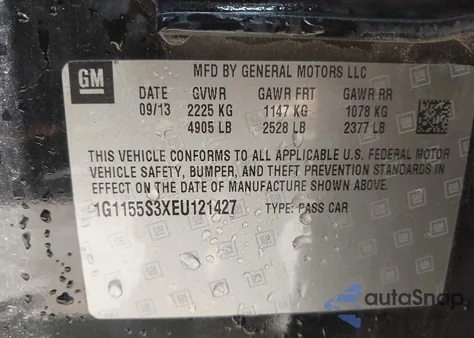 GM
MFD BY GENERAL MOTORS LLC
DATE GVWR GAWR FRT GAWR RR
09/13 2225 KG 1147 KG 1078 KG
4905 LB 2528 LB 2377 LB
THIS VEHICLE CONFORMS TO ALL APPLICABLE U.S. FEDERAL MOTOR
VEHICLE SAFETY, BUMPER, AND THEFT PREVENTION STANDARDS IN
EFFECT ON THE DATE OF MANUFACTURE SHOWN ABOVE.
1G1155S3XEU121427 TYPE: PASS CAR
autoSnap